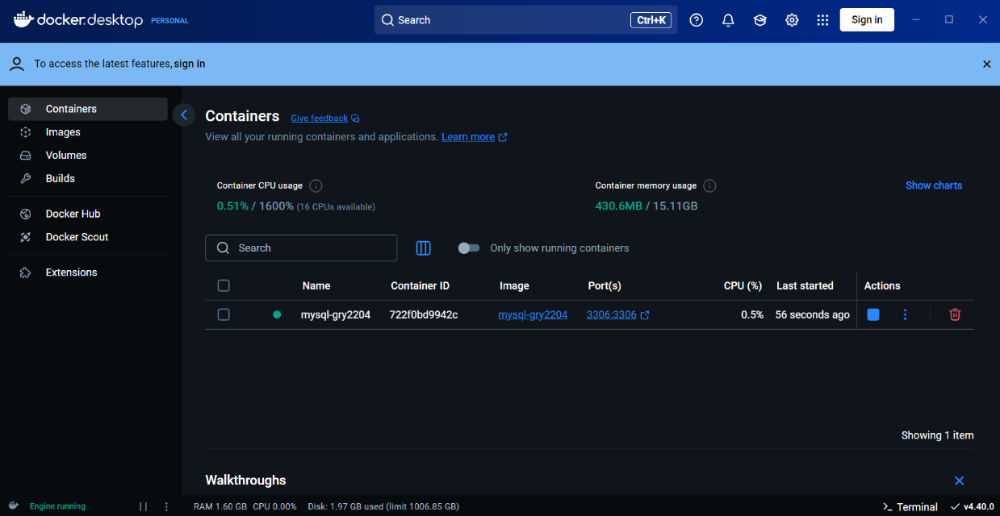 docker.desktop PERSONAL Search Ctrl+K Sign in
To access the latest features, sign in
Containers
Images
Volumes
Builds
Docker Hub
Docker Scout
Extensions
Containers Give feedback
View all your running containers and applications. Learn more
Container CPU usage
0.51% / 1600% (16 CPUs available)
Container memory usage
430.6MB / 15.11GB
Show charts
Search Only show running containers
Name Container ID Image Port(s) CPU (%) Last started Actions
mysql-gry2204 722f0bd9942c mysql-gry2204 3306:3306 0.5% 56 seconds ago
Showing 1 item
Walkthroughs
Engine running RAM 1.60 GB CPU 0.00% Disk: 1.97 GB used (limit 1006.85 GB) Terminal v4.40.0